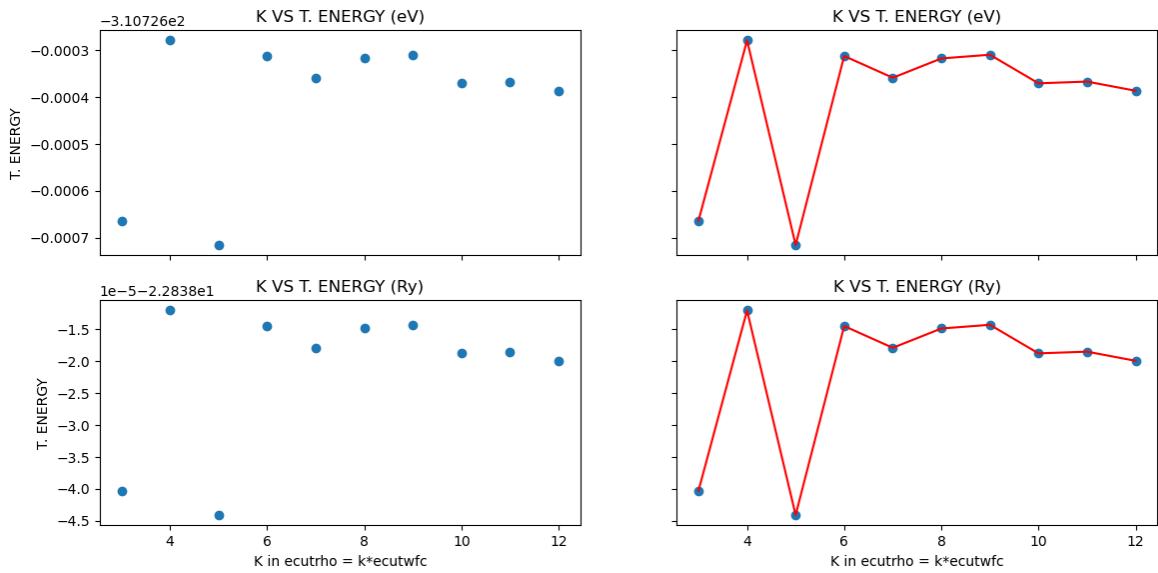 −3.10726e2
K VS T. ENERGY (eV)
K VS T. ENERGY (eV)
−0.0003
−0.0004
−0.0005
−0.0006
−0.0007
T. ENERGY
1e−5−2.2838e1
K VS T. ENERGY (Ry)
K VS T. ENERGY (Ry)
−1.5
−2.0
−2.5
−3.0
−3.5
−4.0
−4.5
T. ENERGY
4 6 8 10 12
4 6 8 10 12
K in ecutrho = k*ecutwfc
K in ecutrho = k*ecutwfc